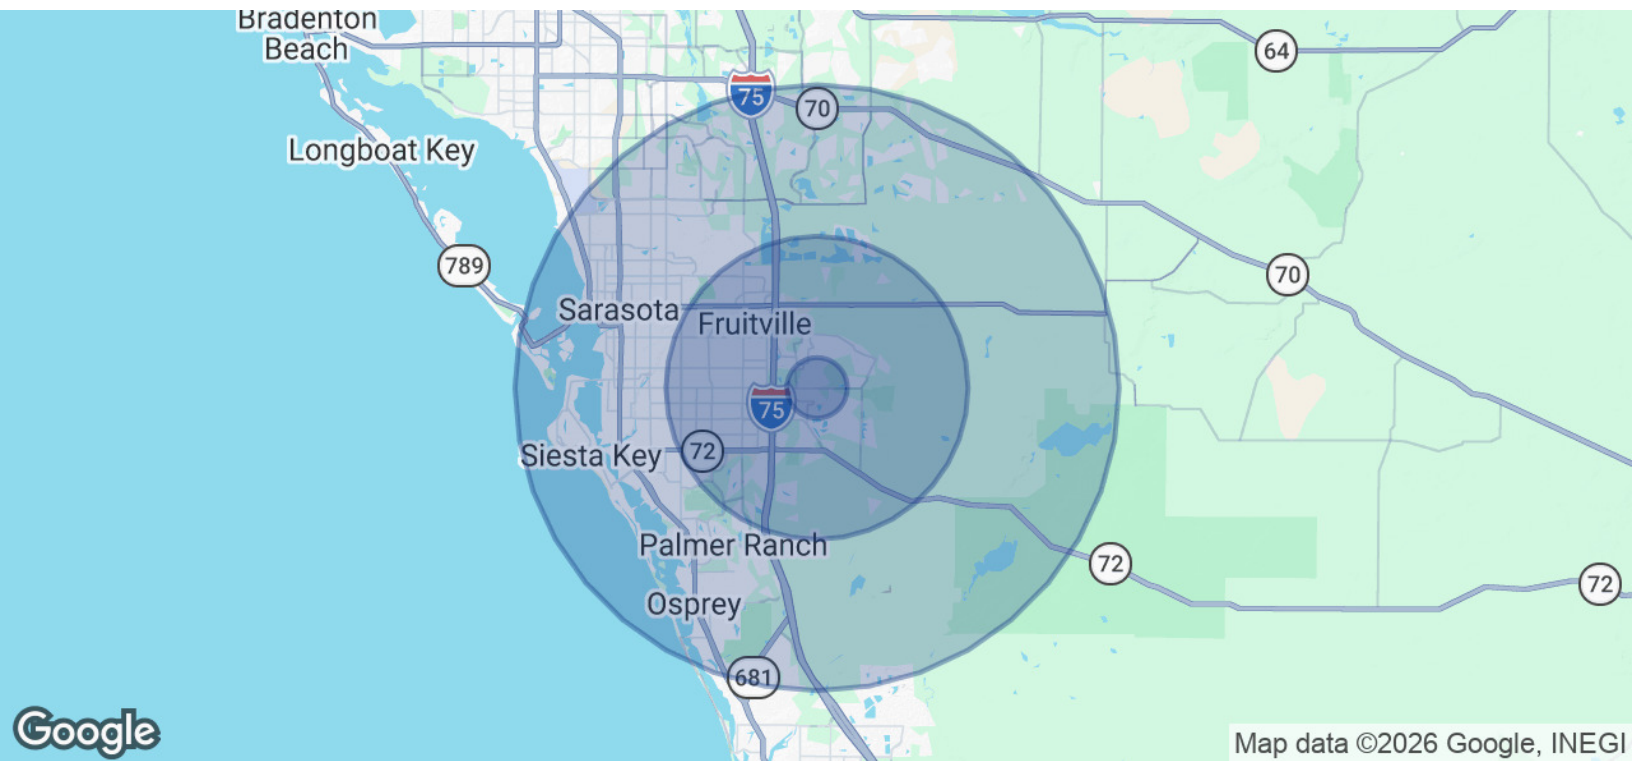 Bradenton
Beach
64
75
70
Longboat Key
789
70
Sarasota
Fruitville
75
72
Siesta Key
Palmer Ranch
72
72
Osprey
681
Google
Map data ©2026 Google, INEGI